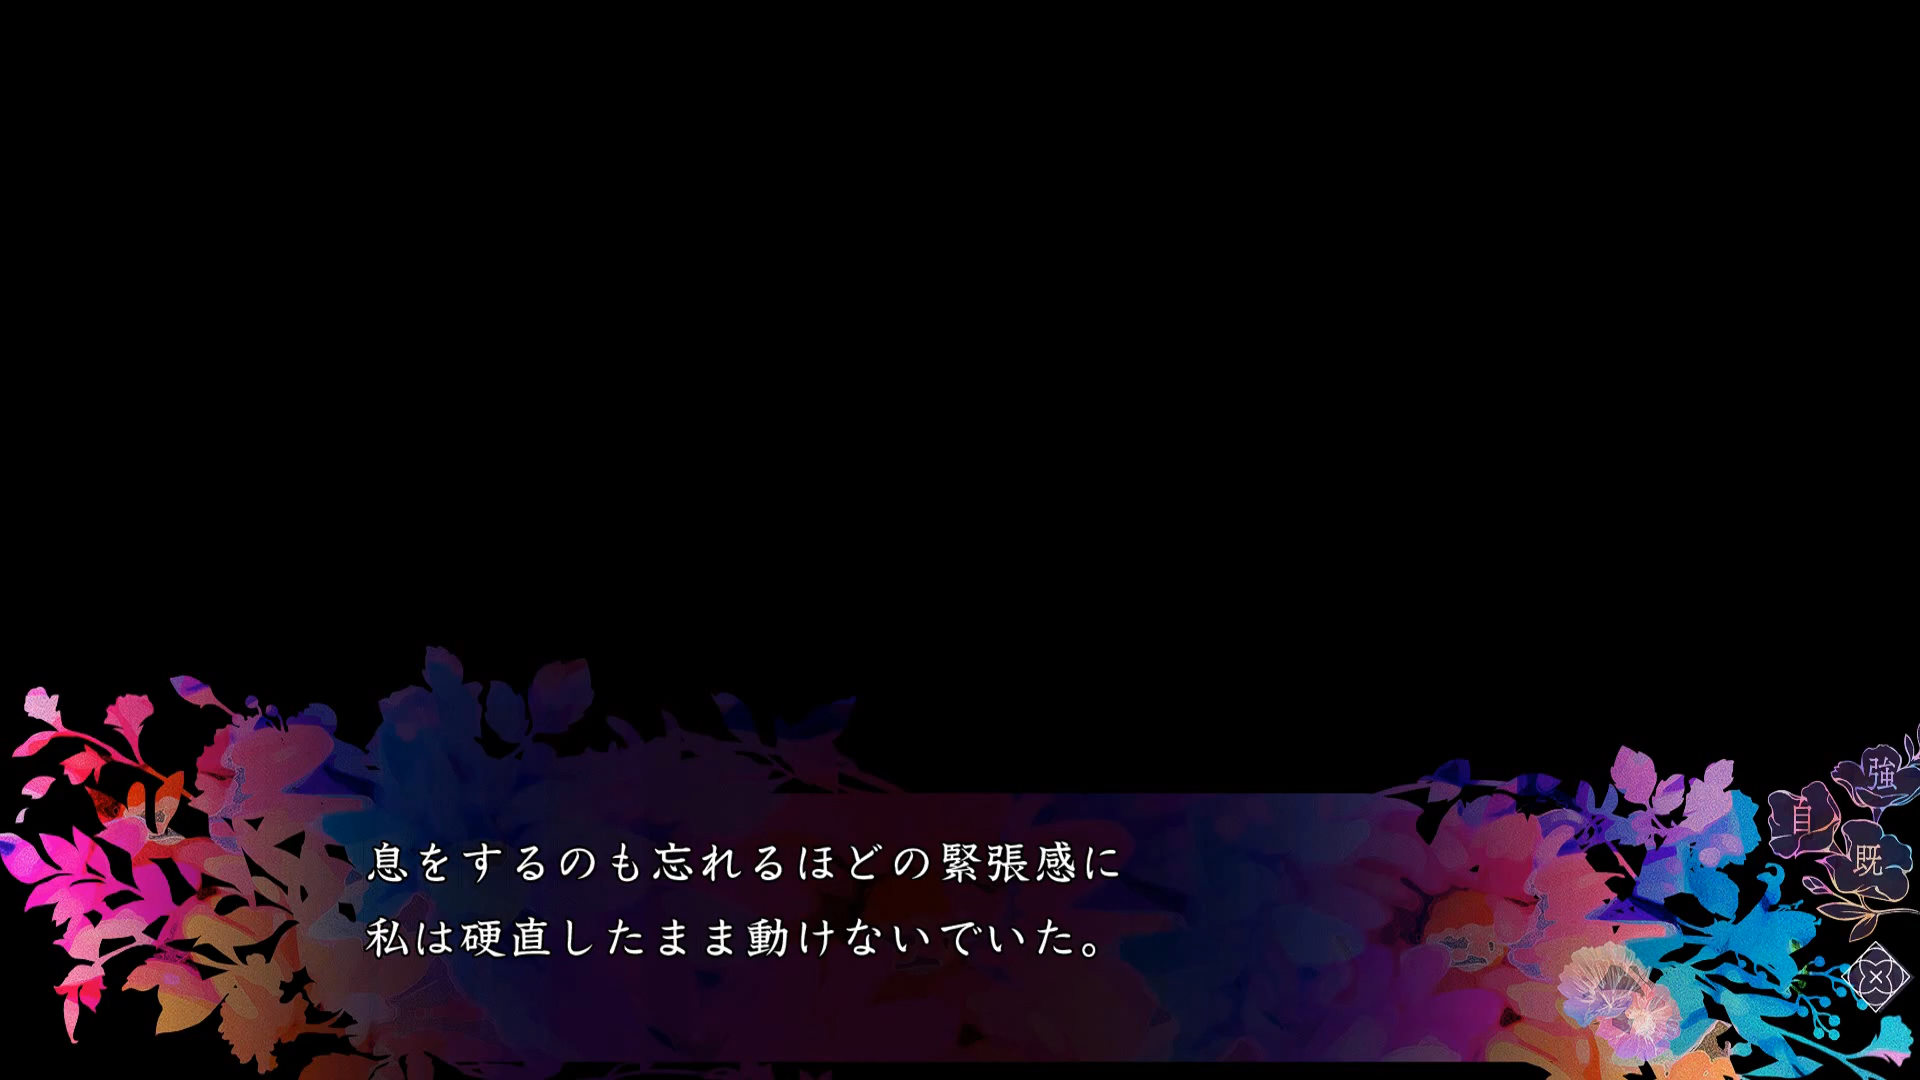 息をするのも忘れるほどの緊張感に
私は硬直したまま動けないでいた。
強
自
既